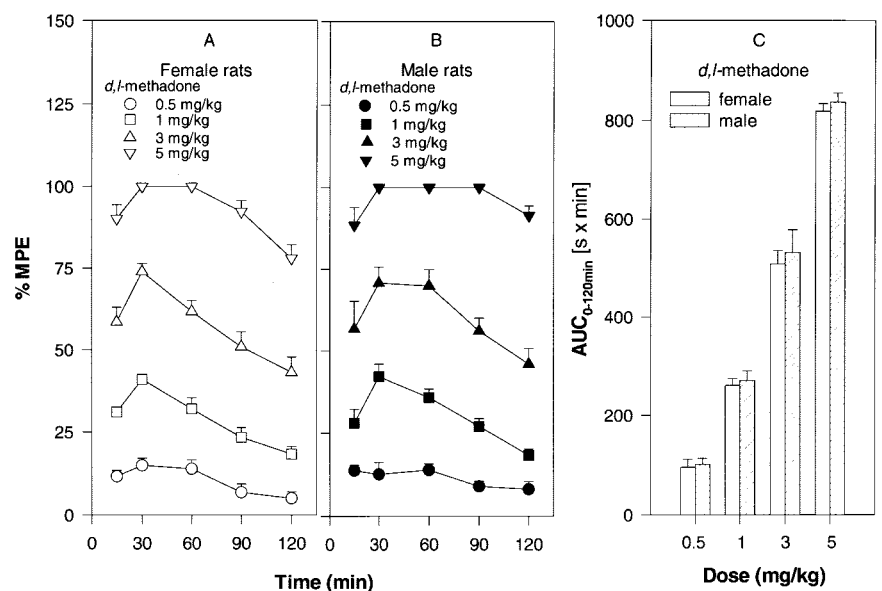 A
Female rats
d,l-methadone
0.5 mg/kg
1 mg/kg
3 mg/kg
5 mg/kg
% MPE
150
125
100
75
50
25
0
0 30 60 90 120
B
Male rats
d,l-methadone
0.5 mg/kg
1 mg/kg
3 mg/kg
5 mg/kg
0 30 60 90 120
Time (min)
C
d,l-methadone
female
male
AUC0-120min [s x min]
1000
800
600
400
200
0
0.5 1 3 5
Dose (mg/kg)